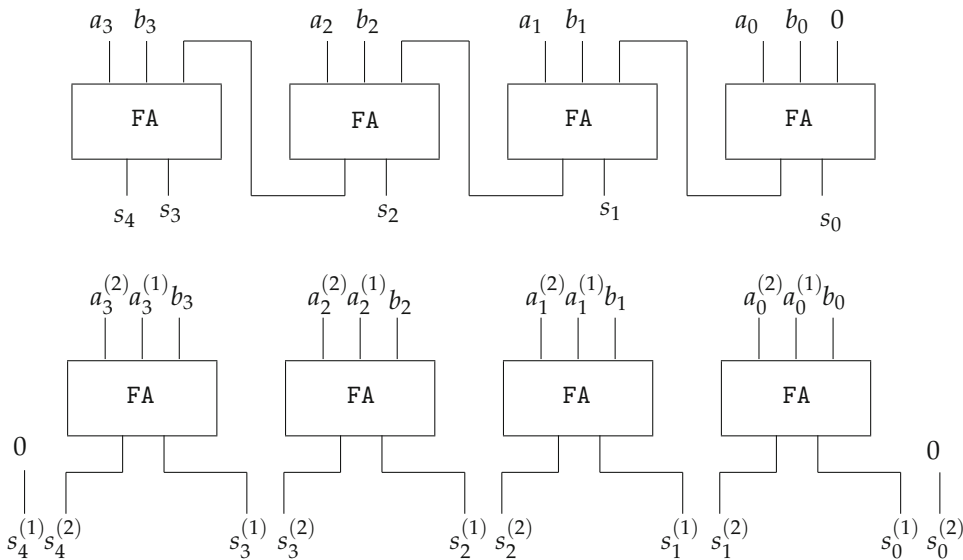 a₃ b₃ a₂ b₂ a₁ b₁ a₀ b₀ 0
FA FA FA FA
s₄ s₃ s₂ s₁ s₀
a₃⁽²⁾ a₃⁽¹⁾ b₃ a₂⁽²⁾ a₂⁽¹⁾ b₂ a₁⁽²⁾ a₁⁽¹⁾ b₁ a₀⁽²⁾ a₀⁽¹⁾ b₀
FA FA FA FA
0 0
s₄⁽¹⁾ s₄⁽²⁾ s₃⁽¹⁾ s₃⁽²⁾ s₂⁽¹⁾ s₂⁽²⁾ s₁⁽¹⁾ s₁⁽²⁾ s₀⁽¹⁾ s₀⁽²⁾